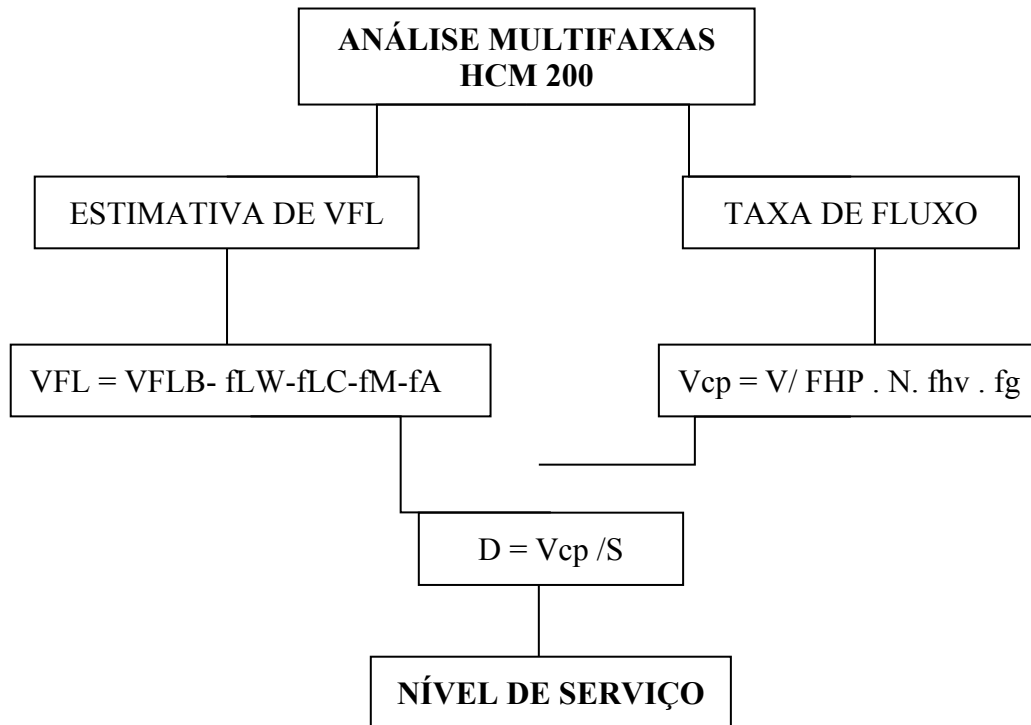 ANÁLISE MULTIFAIXAS
HCM 200
ESTIMATIVA DE VFL
TAXA DE FLUXO
VFL = VFLB- fLW-fLC-fM-fA
Vcp = V/ FHP . N. fhv . fg
D = Vcp /S
NÍVEL DE SERVIÇO